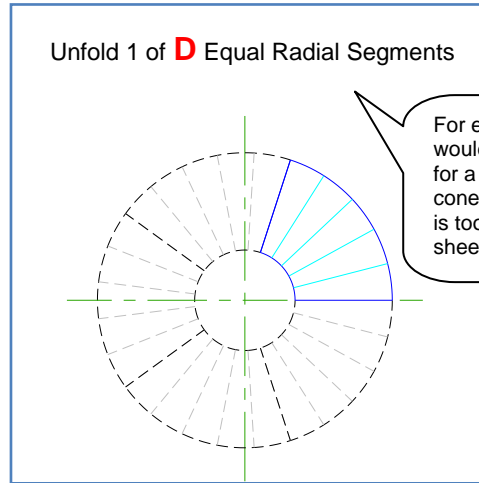 Unfold 1 of D Equal Radial Segments
For e
would
for a
cone
is too
shee